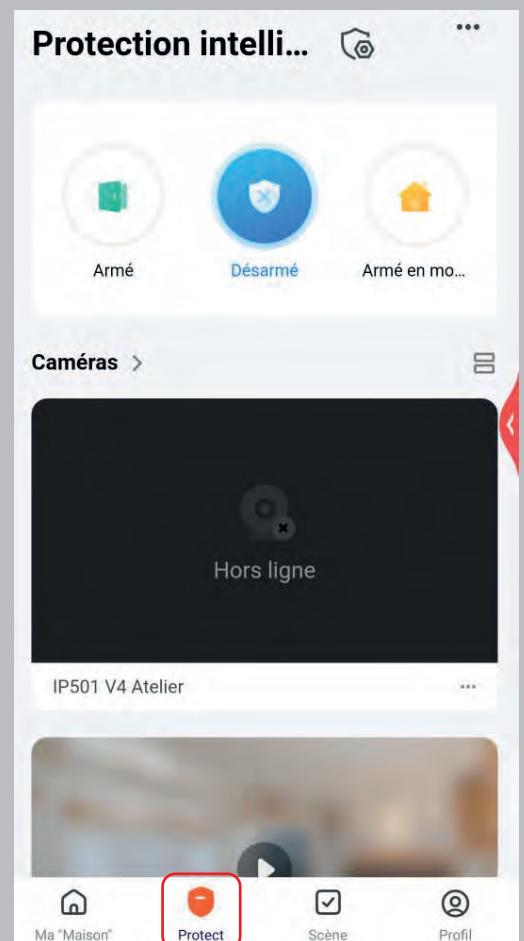 Protection intelli...
Armé
Désarmé
Armé en mo...
Caméras
Hors ligne
IP501 V4 Atelier
Ma "Maison"
Protect
Scène
Profil